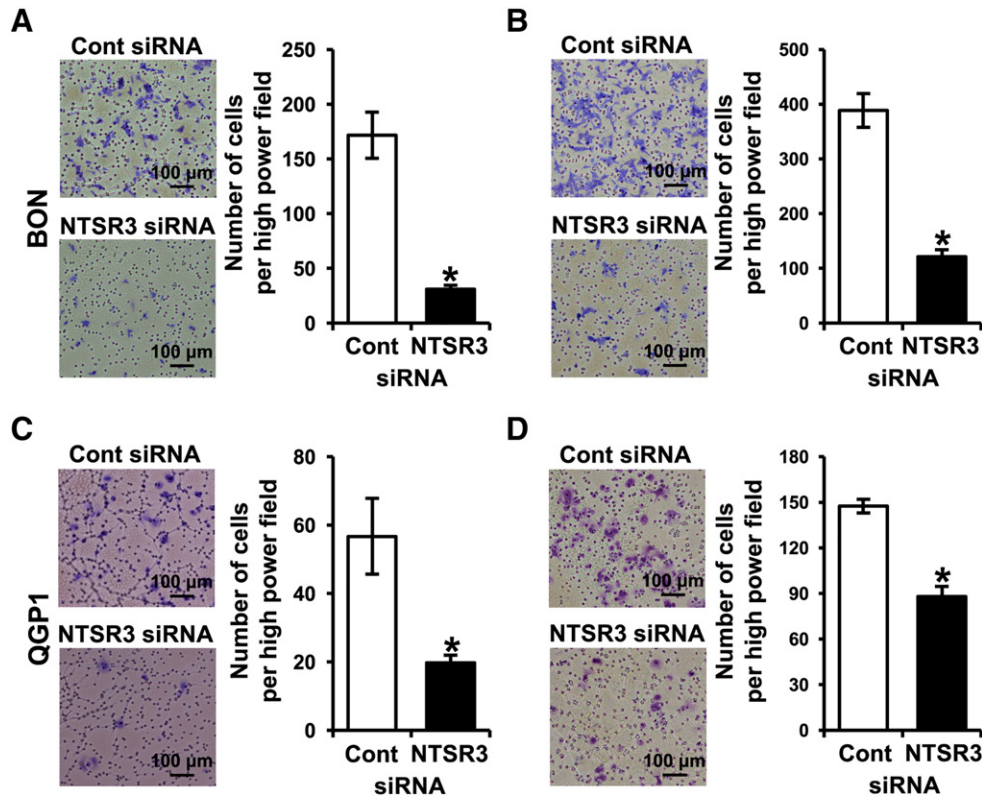 A
Cont siRNA
100 µm
BON
NTSR3 siRNA
100 µm
Number of cells
per high power field
250
200
150
100
50
0
Cont NTSR3
siRNA
B
Cont siRNA
100 µm
NTSR3 siRNA
100 µm
Number of cells
per high power field
500
400
300
200
100
0
*
*
Cont NTSR3
siRNA
C
Cont siRNA
100 µm
QGP1
NTSR3 siRNA
100 µm
Number of cells
per high power field
80
60
40
20
0
*
Cont NTSR3
siRNA
D
Cont siRNA
100 µm
NTSR3 siRNA
100 µm
Number of cells
per high power field
180
150
120
90
60
30
0
*
Cont NTSR3
siRNA